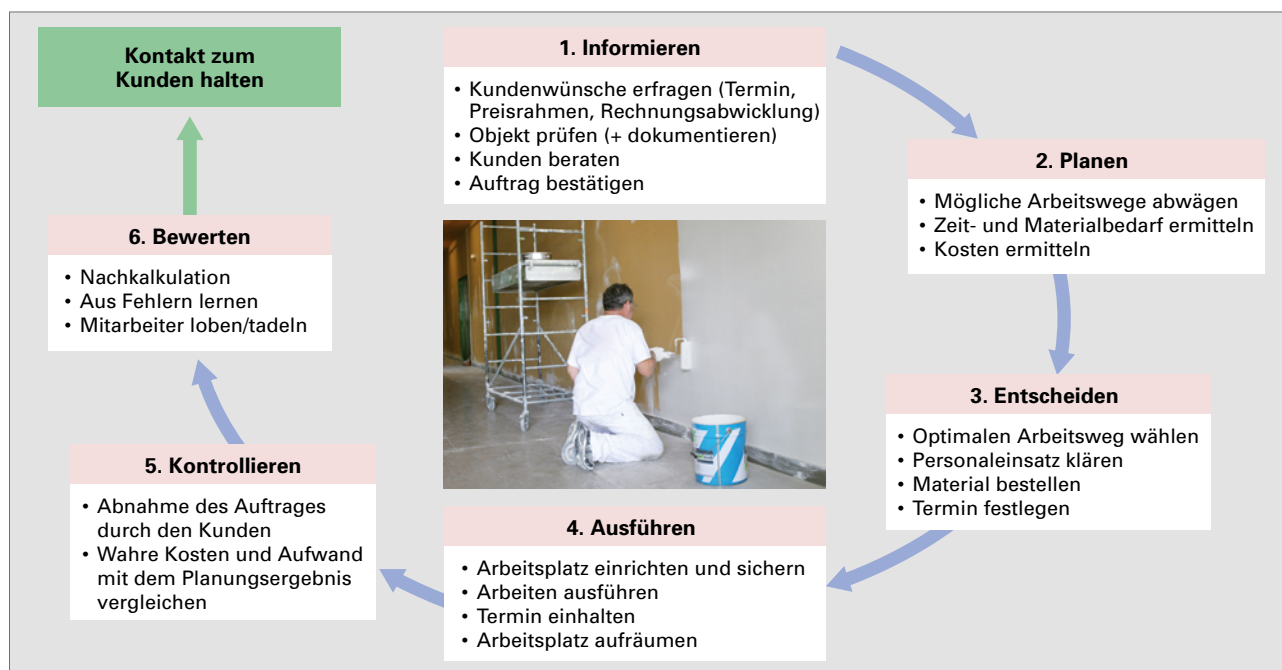 Kontakt zum
Kunden halten
1. Informieren
• Kundenwünsche erfragen (Termin,
Preisrahmen, Rechnungsabwicklung)
• Objekt prüfen (+ dokumentieren)
• Kunden beraten
• Auftrag bestätigen
2. Planen
• Mögliche Arbeitswege abwägen
• Zeit- und Materialbedarf ermitteln
• Kosten ermitteln
3. Entscheiden
• Optimalen Arbeitsweg wählen
• Personaleinsatz klären
• Material bestellen
• Termin festlegen
4. Ausführen
• Arbeitsplatz einrichten und sichern
• Arbeiten ausführen
• Termin einhalten
• Arbeitsplatz aufräumen
5. Kontrollieren
• Abnahme des Auftrages
durch den Kunden
• Wahre Kosten und Aufwand
mit dem Planungsergebnis
vergleichen
6. Bewerten
• Nachkalkulation
• Aus Fehlern lernen
• Mitarbeiter loben/tadeln